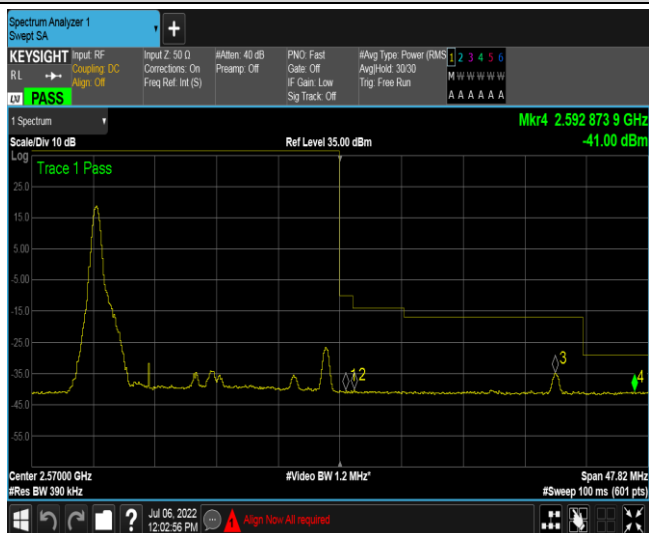 Spectrum Analyzer 1
Swept SA
KEYSIGHT Input: RF Input Z: 50 Ω #Atten: 40 dB PNO: Fast #Avg Type: Power (RMS 1 2 3 4 5 6
RL Coupling: DC Corrections: On Preamp: Off Gate: Off Avg|Hold: 30/30 M W W W W W
Align: Off Freq Ref: Int (S) IF Gain: Low Trig: Free Run
LXI PASS Sig Track: Off A A A A A A
1 Spectrum Mkr4 2.592 873 9 GHz
Scale/Div 10 dB Ref Level 35.00 dBm -41.00 dBm
Log
Trace 1 Pass
25.0
15.0
5.00
-5.00
-15.0
-25.0
-35.0
1 2 3 4
-45.0
-55.0
Center 2.57000 GHz #Video BW 1.2 MHz* Span 47.82 MHz
#Res BW 390 kHz #Sweep 100 ms (601 pts)
? Jul 06, 2022
12:02:56 PM 1 Align Now All required